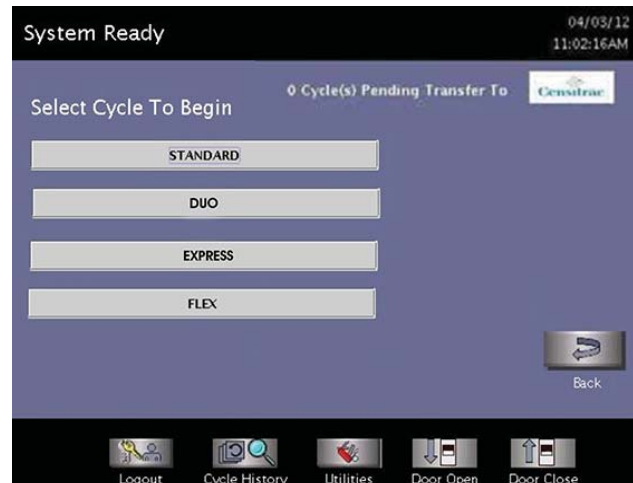 System Ready
04/03/12
11:02:16AM
0 Cycle(s) Pending Transfer To
Censitrac
Select Cycle To Begin
STANDARD
DUO
EXPRESS
FLEX
Back
Logout
Cycle History
Utilities
Door Open
Door Close